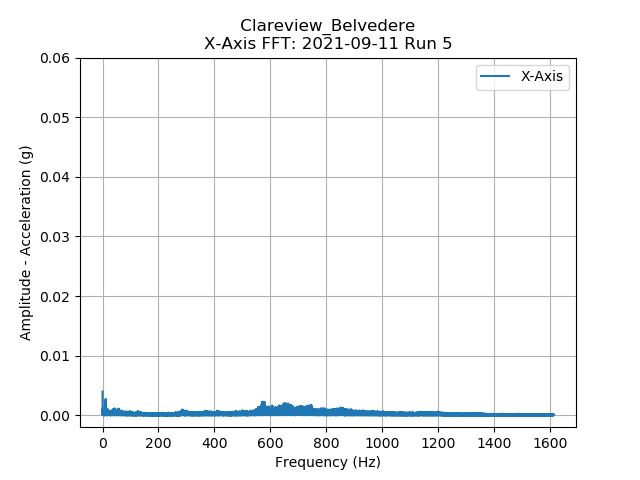 Clareview_Belvedere
X-Axis FFT: 2021-09-11 Run 5
X-Axis
0.06
0.05
0.04
0.03
0.02
0.01
0.00
Amplitude - Acceleration (g)
0 200 400 600 800 1000 1200 1400 1600
Frequency (Hz)